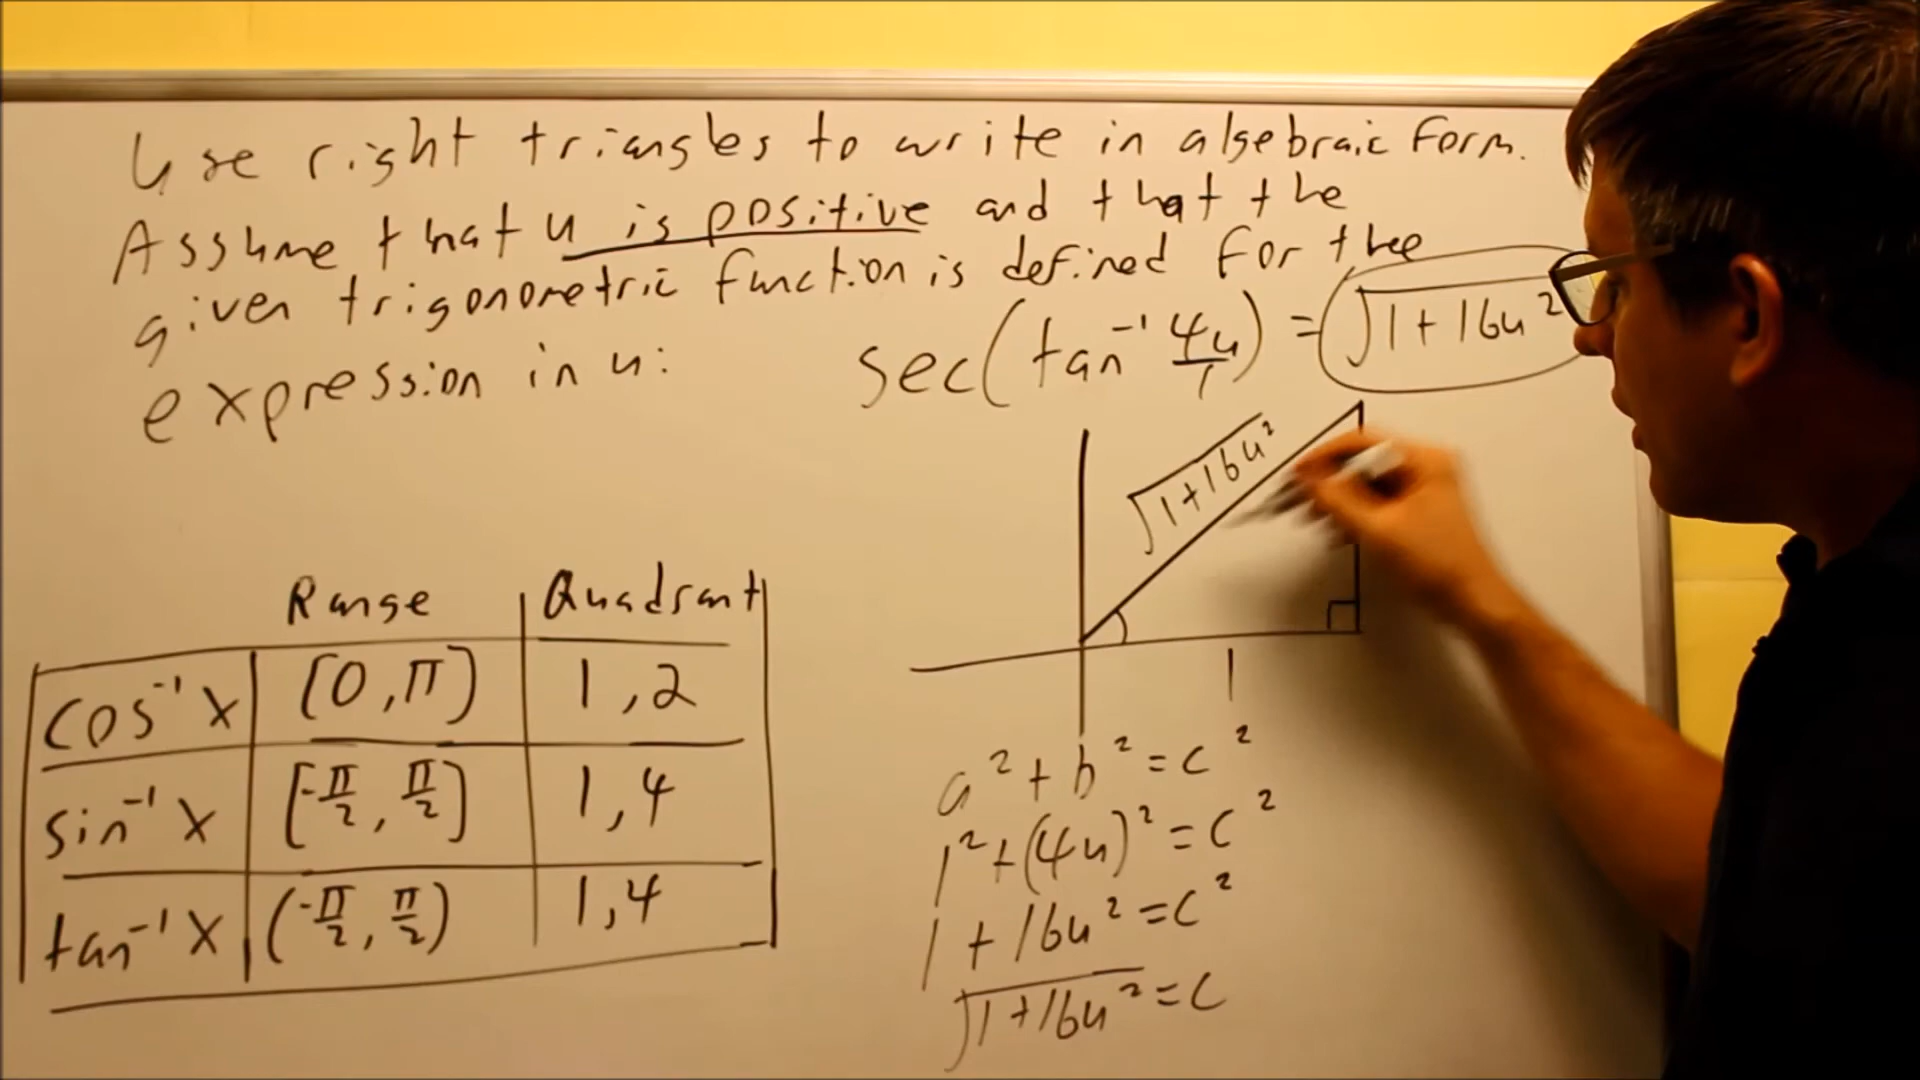 Use right triangles to write in algebraic form.
Assume that u is positive and that the
given trigonometric function is defined for the
expression in u:
sec(tan⁻¹ 4u/1) = √1+16u²
√1+16u²
1
a² + b² = c²
1² + (4u)² = c²
1 + 16u² = c²
√1+16u² = c
Range Quadrant
cos⁻¹ x [0, π] 1, 2
sin⁻¹ x [-π/2, π/2] 1, 4
tan⁻¹ x (-π/2, π/2) 1, 4